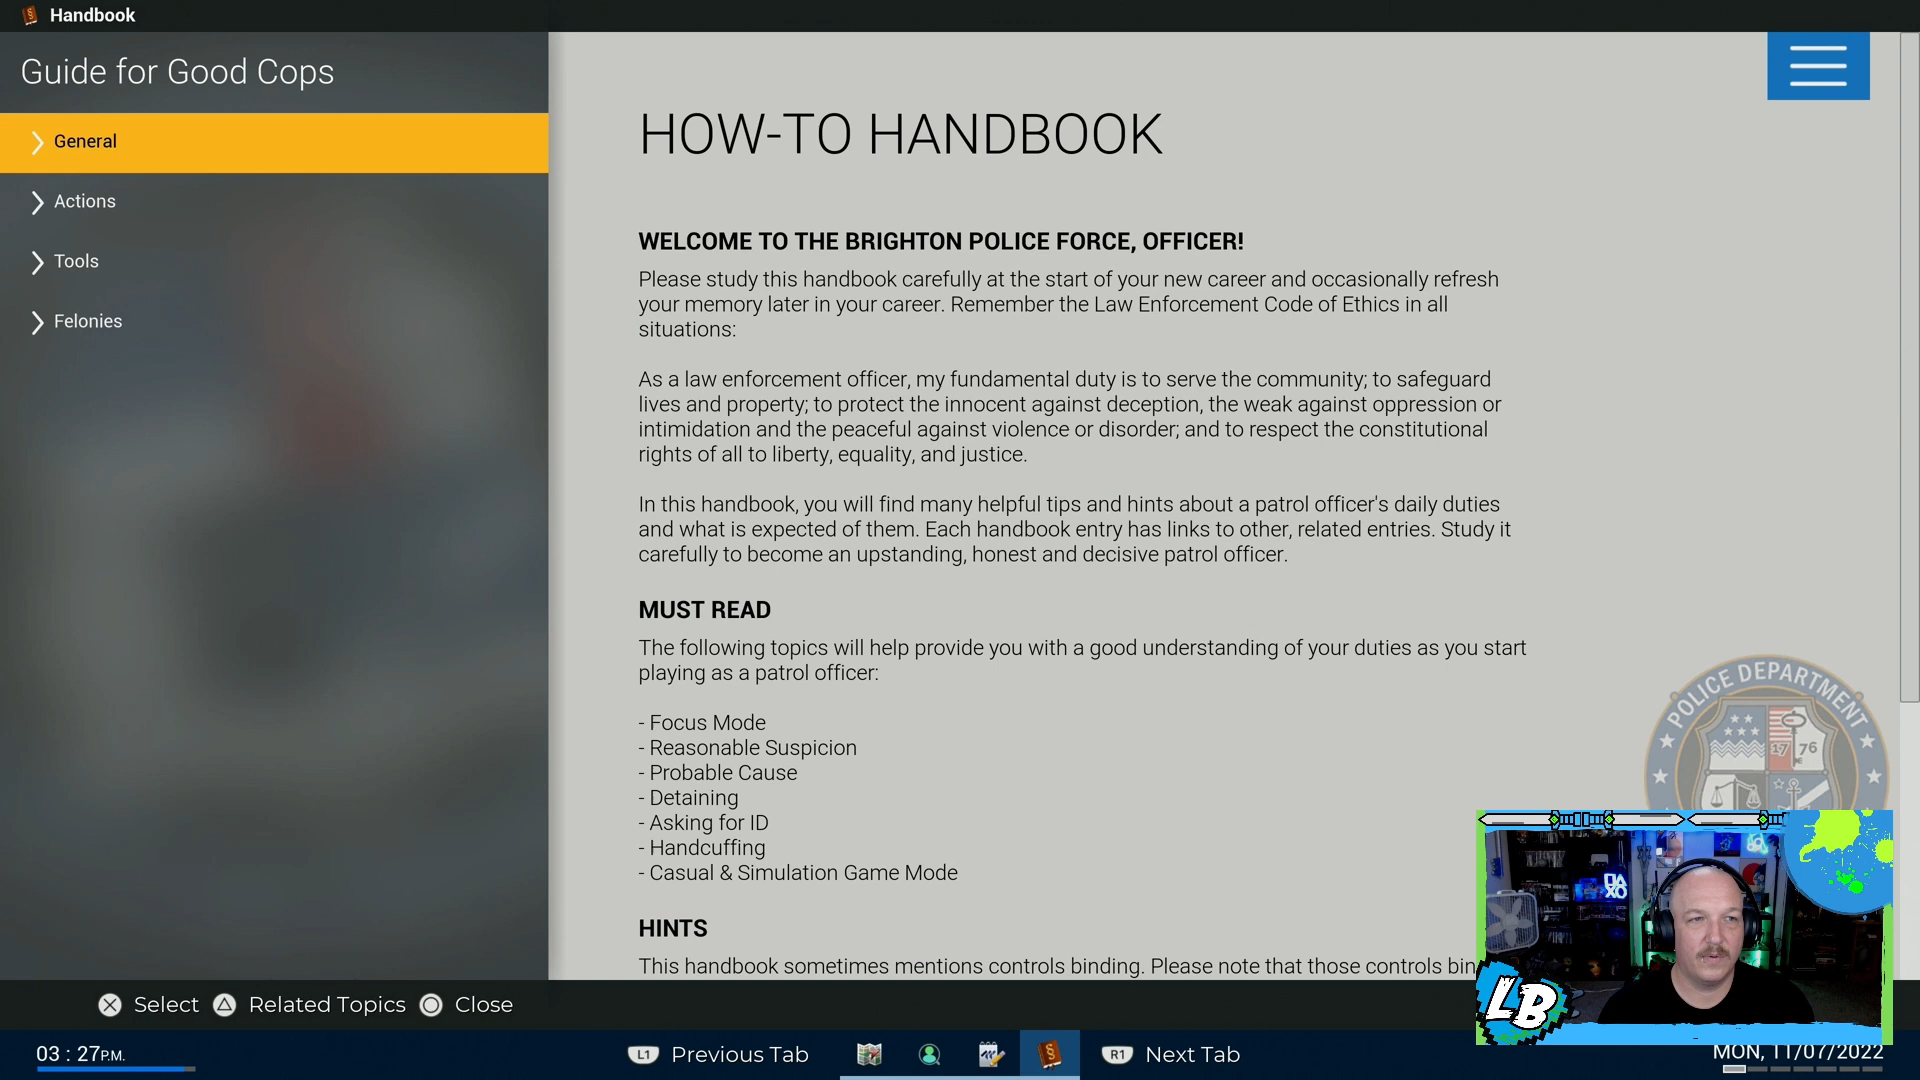 Handbook
Guide for Good Cops
General
Actions
Tools
Felonies
HOW-TO HANDBOOK
WELCOME TO THE BRIGHTON POLICE FORCE, OFFICER!
Please study this handbook carefully at the start of your new career and occasionally refresh
your memory later in your career. Remember the Law Enforcement Code of Ethics in all
situations:
As a law enforcement officer, my fundamental duty is to serve the community; to safeguard
lives and property; to protect the innocent against deception, the weak against oppression or
intimidation and the peaceful against violence or disorder; and to respect the constitutional
rights of all to liberty, equality, and justice.
In this handbook, you will find many helpful tips and hints about a patrol officer's daily duties
and what is expected of them. Each handbook entry has links to other, related entries. Study it
carefully to become an upstanding, honest and decisive patrol officer.
MUST READ
The following topics will help provide you with a good understanding of your duties as you start
playing as a patrol officer:
- Focus Mode
- Reasonable Suspicion
- Probable Cause
- Detaining
- Asking for ID
- Handcuffing
- Casual & Simulation Game Mode
HINTS
This handbook sometimes mentions controls binding. Please note that those controls bin
POLICE DEPARTMENT
17 76
LB
Select
Related Topics
Close
03 : 27P.M.
L1 Previous Tab
R1 Next Tab
MON, 11/07/2022